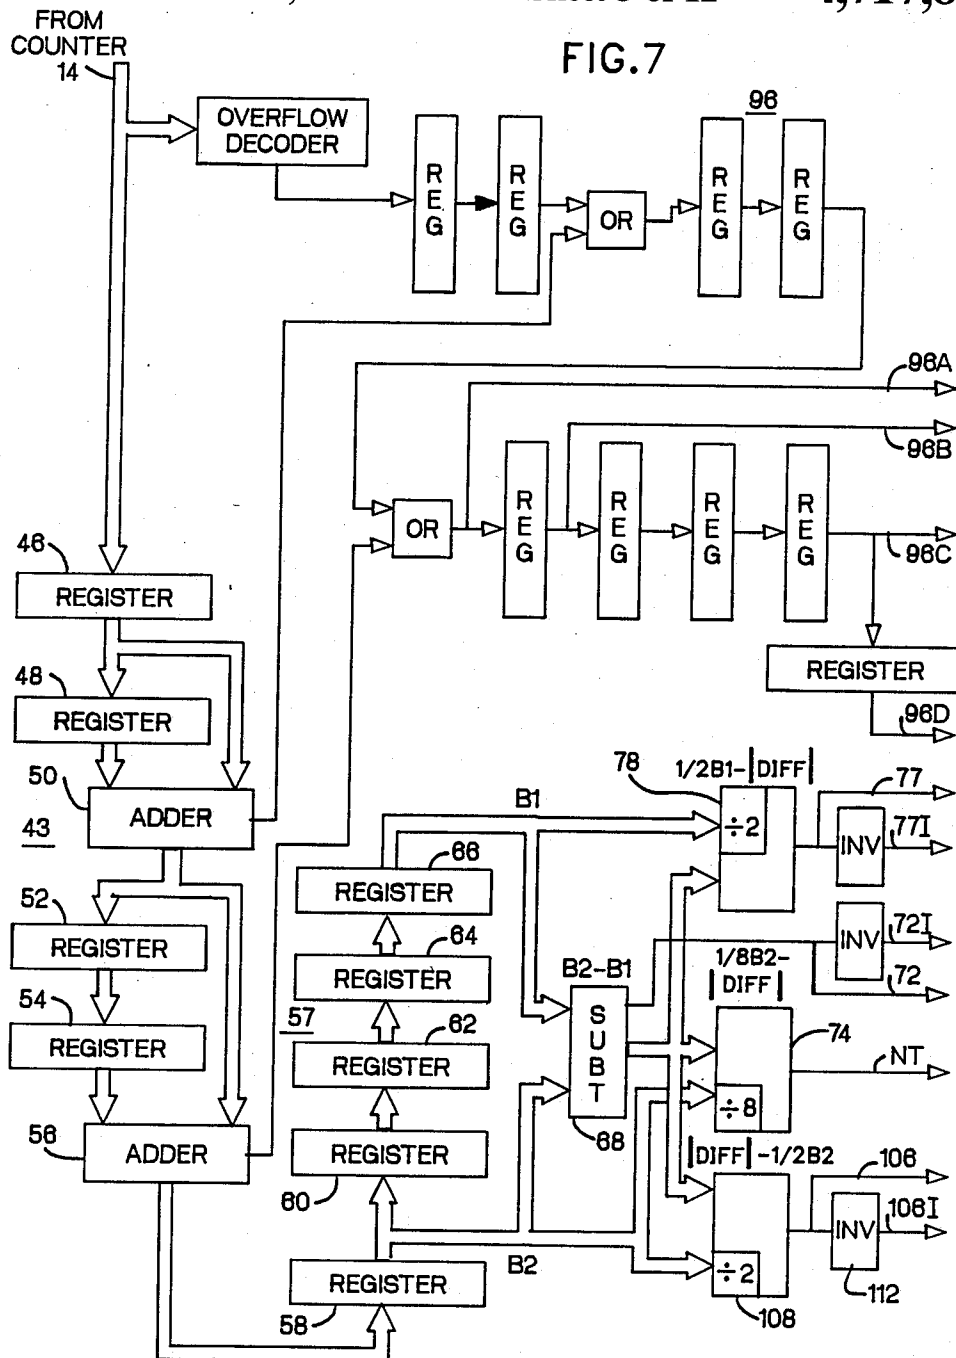 4,717,8
FROM
COUNTER
14
FIG.7
OVERFLOW
DECODER
96
REG
REG
OR
REG
REG
96A
96B
OR
REG
REG
REG
REG
96C
REGISTER
96D
46
REGISTER
48
REGISTER
50
ADDER
43
52
REGISTER
54
REGISTER
56
ADDER
57
66
REGISTER
64
REGISTER
62
REGISTER
REGISTER
60
REGISTER
58
B1
B2
B2-B1
SUBT
68
78
1/2B1-|DIFF|
÷2
77
INV
77I
INV
72I
72
1/8B2-
|DIFF|
74
÷8
NT
|DIFF|-1/2B2
÷2
108
106
INV
106I
112